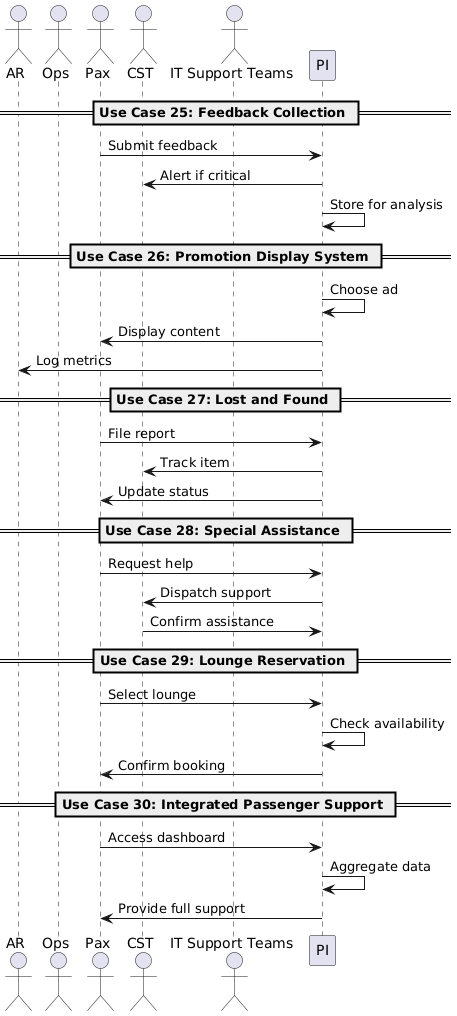 AR Ops Pax CST IT Support Teams PI
Use Case 25: Feedback Collection
Submit feedback
Alert if critical
Store for analysis
Use Case 26: Promotion Display System
Choose ad
Display content
Log metrics
Use Case 27: Lost and Found
File report
Track item
Update status
Use Case 28: Special Assistance
Request help
Dispatch support
Confirm assistance
Use Case 29: Lounge Reservation
Select lounge
Check availability
Confirm booking
Use Case 30: Integrated Passenger Support
Access dashboard
Aggregate data
Provide full support
AR Ops Pax CST IT Support Teams PI